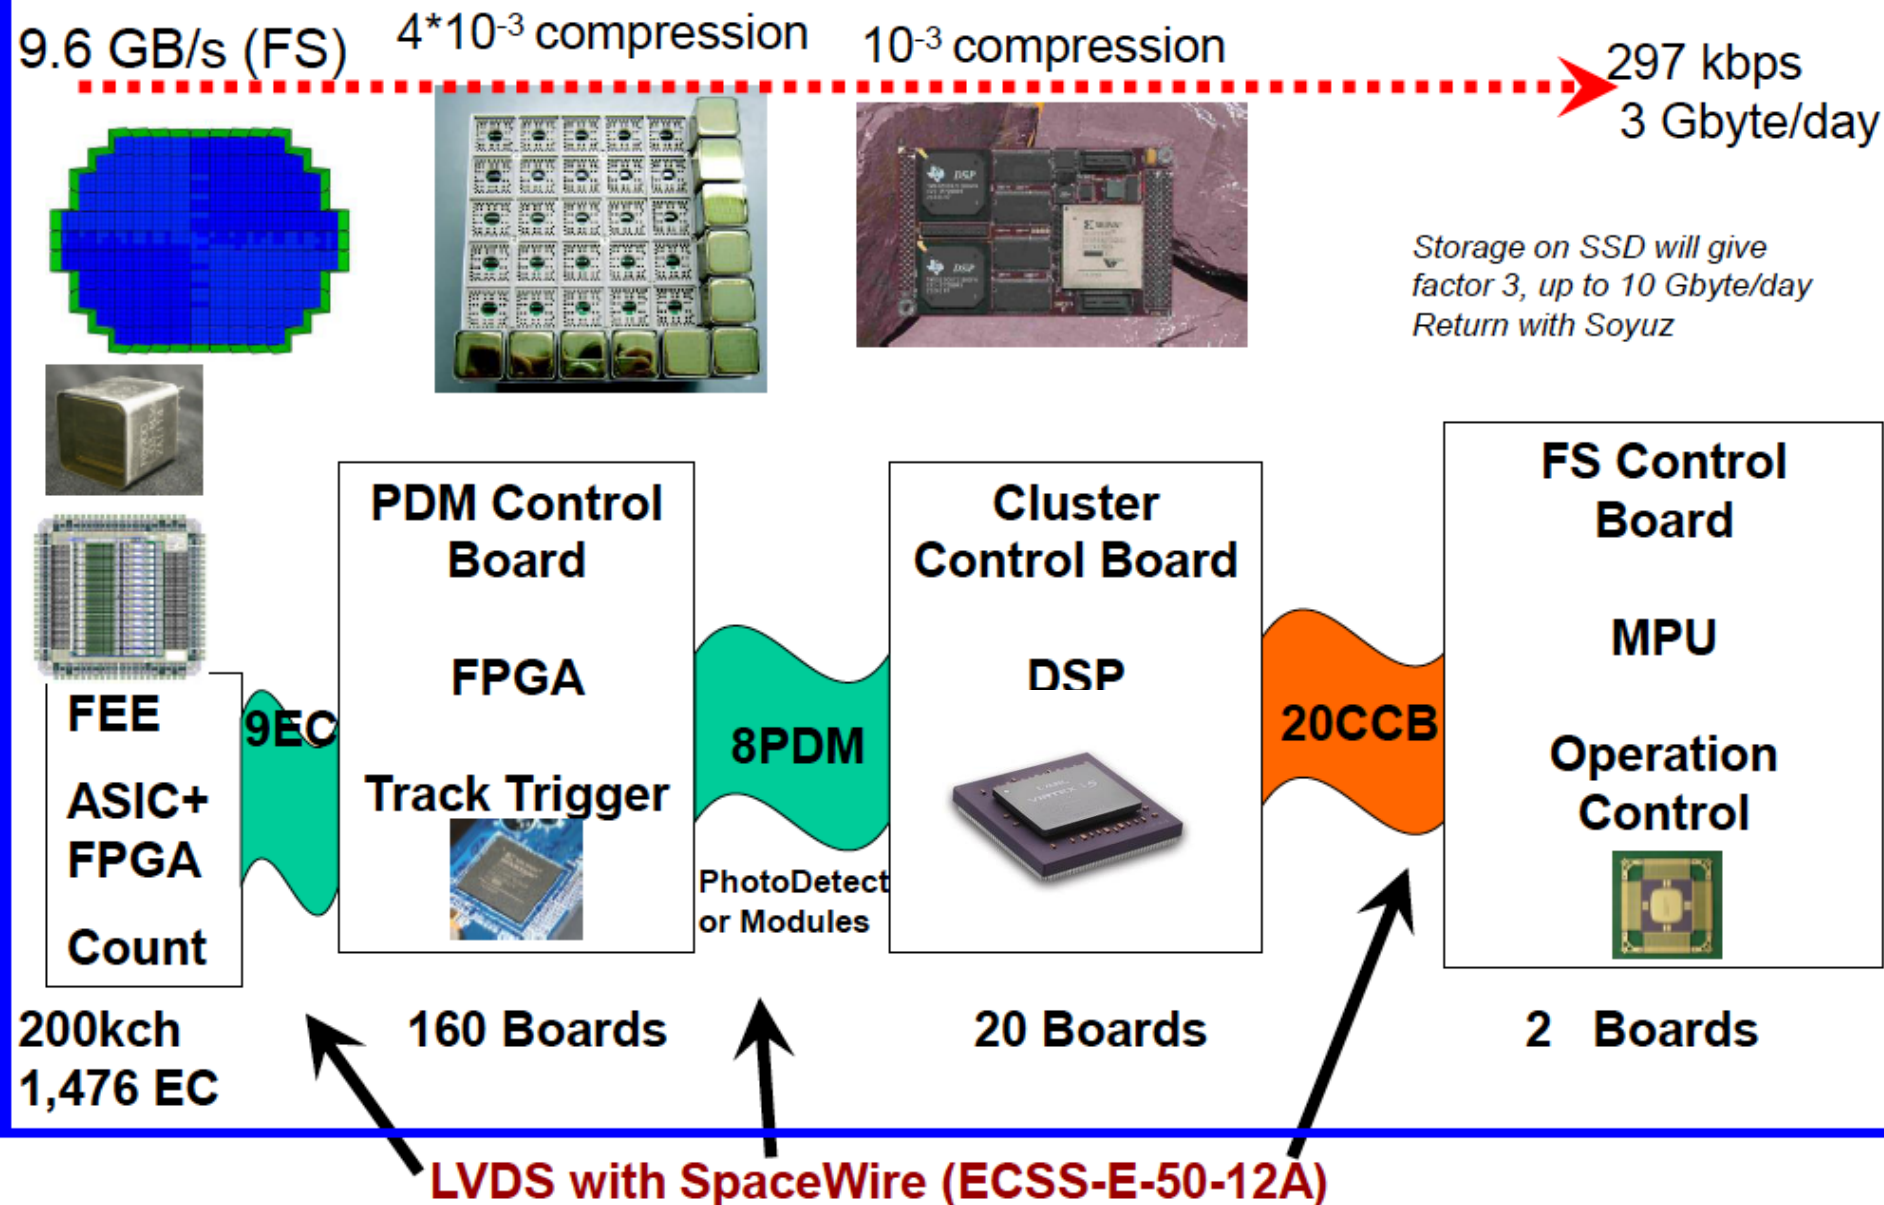 9.6 GB/s (FS)
4*10-3 compression
10-3 compression
297 kbps
3 Gbyte/day
Storage on SSD will give
factor 3, up to 10 Gbyte/day
Return with Soyuz
FEE
ASIC+
FPGA
Count
9EC
PDM Control
Board
FPGA
Track Trigger
8PDM
PhotoDetect
or Modules
Cluster
Control Board
DSP
20CCB
FS Control
Board
MPU
Operation
Control
DSP
DSP
200kch
1,476 EC
160 Boards
20 Boards
2 Boards
LVDS with SpaceWire (ECSS-E-50-12A)